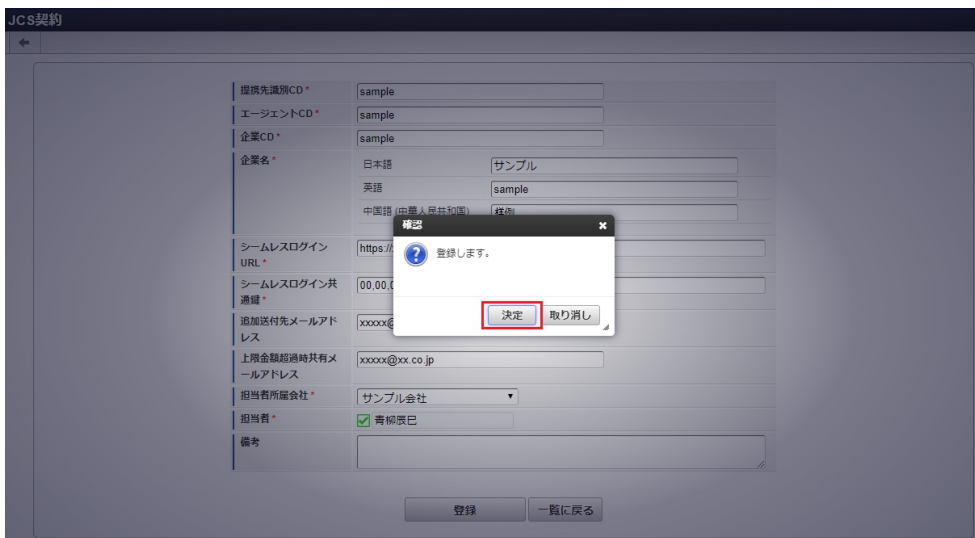 JCS契約
提携先識別CD*
sample
エージェントCD*
sample
企業CD*
sample
企業名*
日本語
サンプル
英語
sample
中国語 (中華人民共和国)
様例
確認
登録します。
決定
取り消し
シームレスログイン
URL*
https://
シームレスログイン共
通鍵*
00,00,0
追加送付先メールアド
レス
xxxxx@
上限金額超過時共有メ
ールアドレス
xxxxx@xx.co.jp
担当者所属会社*
サンプル会社
担当者*
青柳辰巳
備考
登録
一覧に戻る